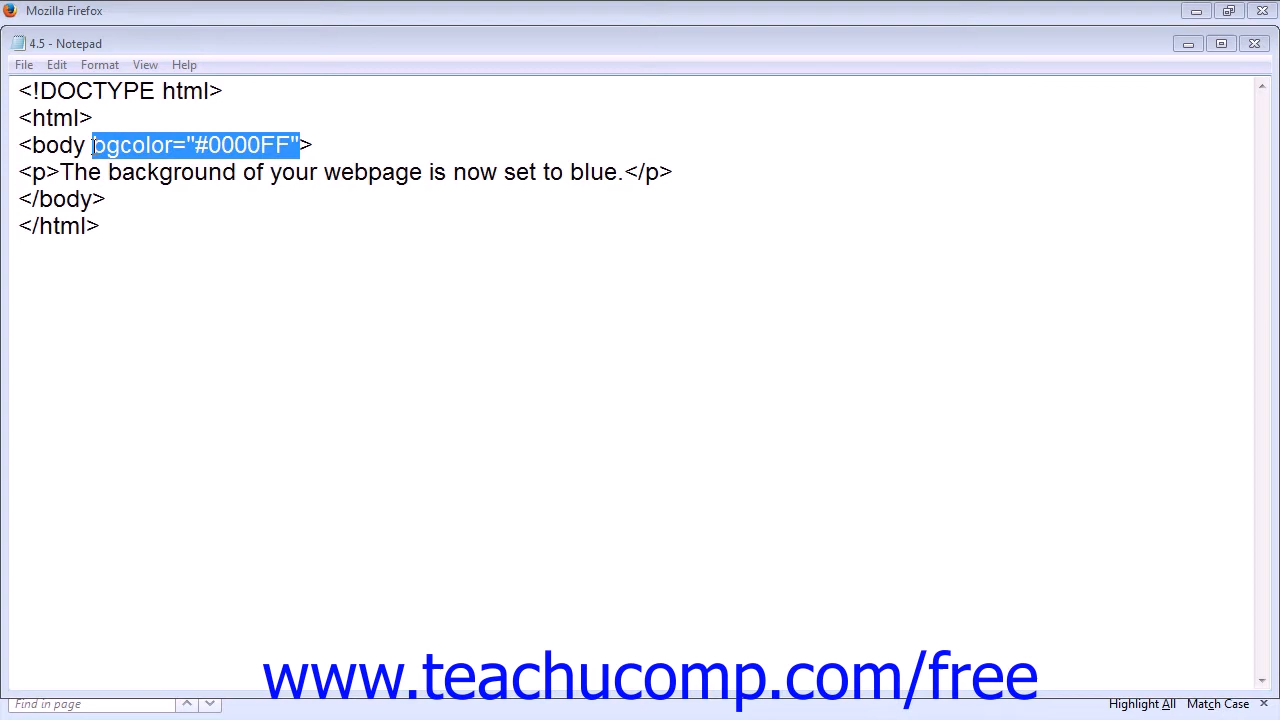 Mozilla Firefox
4.5 - Notepad
File Edit Format View Help
<!DOCTYPE html>
<html>
<body bgcolor="#0000FF">
<p>The background of your webpage is now set to blue.</p>
</body>
</html>
www.teachucomp.com/free
Find in page Highlight All Match Case